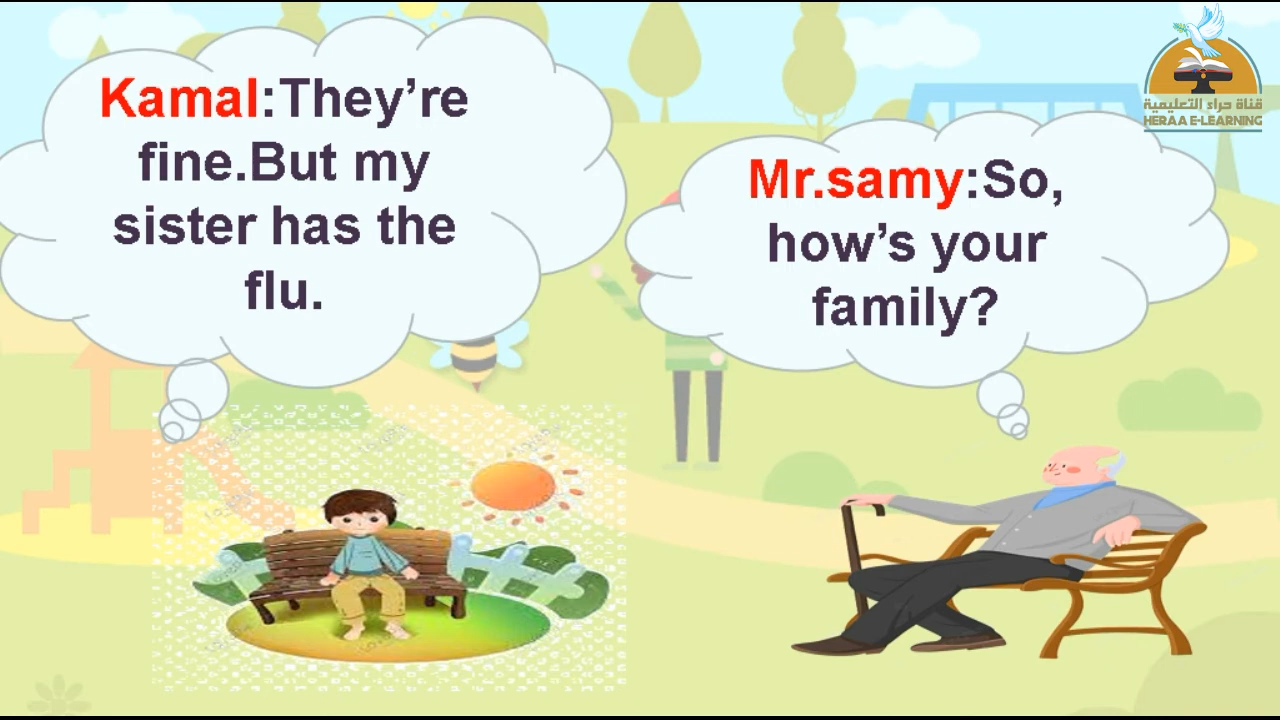 Kamal:They’re
fine.But my
sister has the
flu.
Mr.samy:So,
how’s your
family?
قناة حراء التعليمية
HERAA E-LEARNING